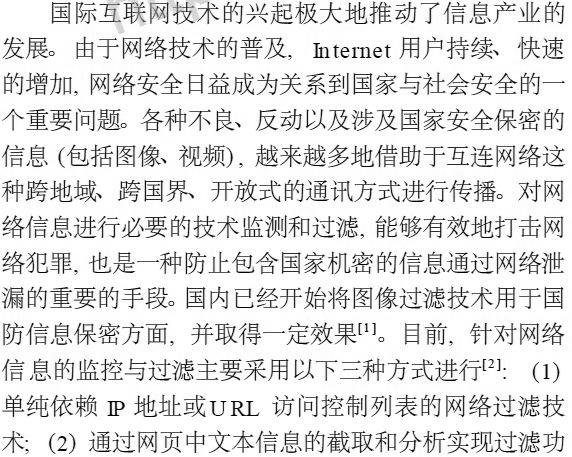 国际互联网技术的兴起极大地推动了信息产业的
发展。由于网络技术的普及, Internet 用户持续、快速
的增加, 网络安全日益成为关系到国家与社会安全的一
个重要问题。各种不良、反动以及涉及国家安全保密的
信息 (包括图像、视频) , 越来越多地借助于互连网络这
种跨地域、跨国界、开放式的通讯方式进行传播。对网
络信息进行必要的技术监测和过滤, 能够有效地打击网
络犯罪, 也是一种防止包含国家机密的信息通过网络泄
漏的重要的手段。国内已经开始将图像过滤技术用于国
防信息保密方面, 并取得一定效果[1]。目前, 针对网络
信息的监控与过滤主要采用以下三种方式进行[2]: (1)
单纯依赖 IP 地址或URL 访问控制列表的网络过滤技
术; (2) 通过网页中文本信息的截取和分析实现过滤功